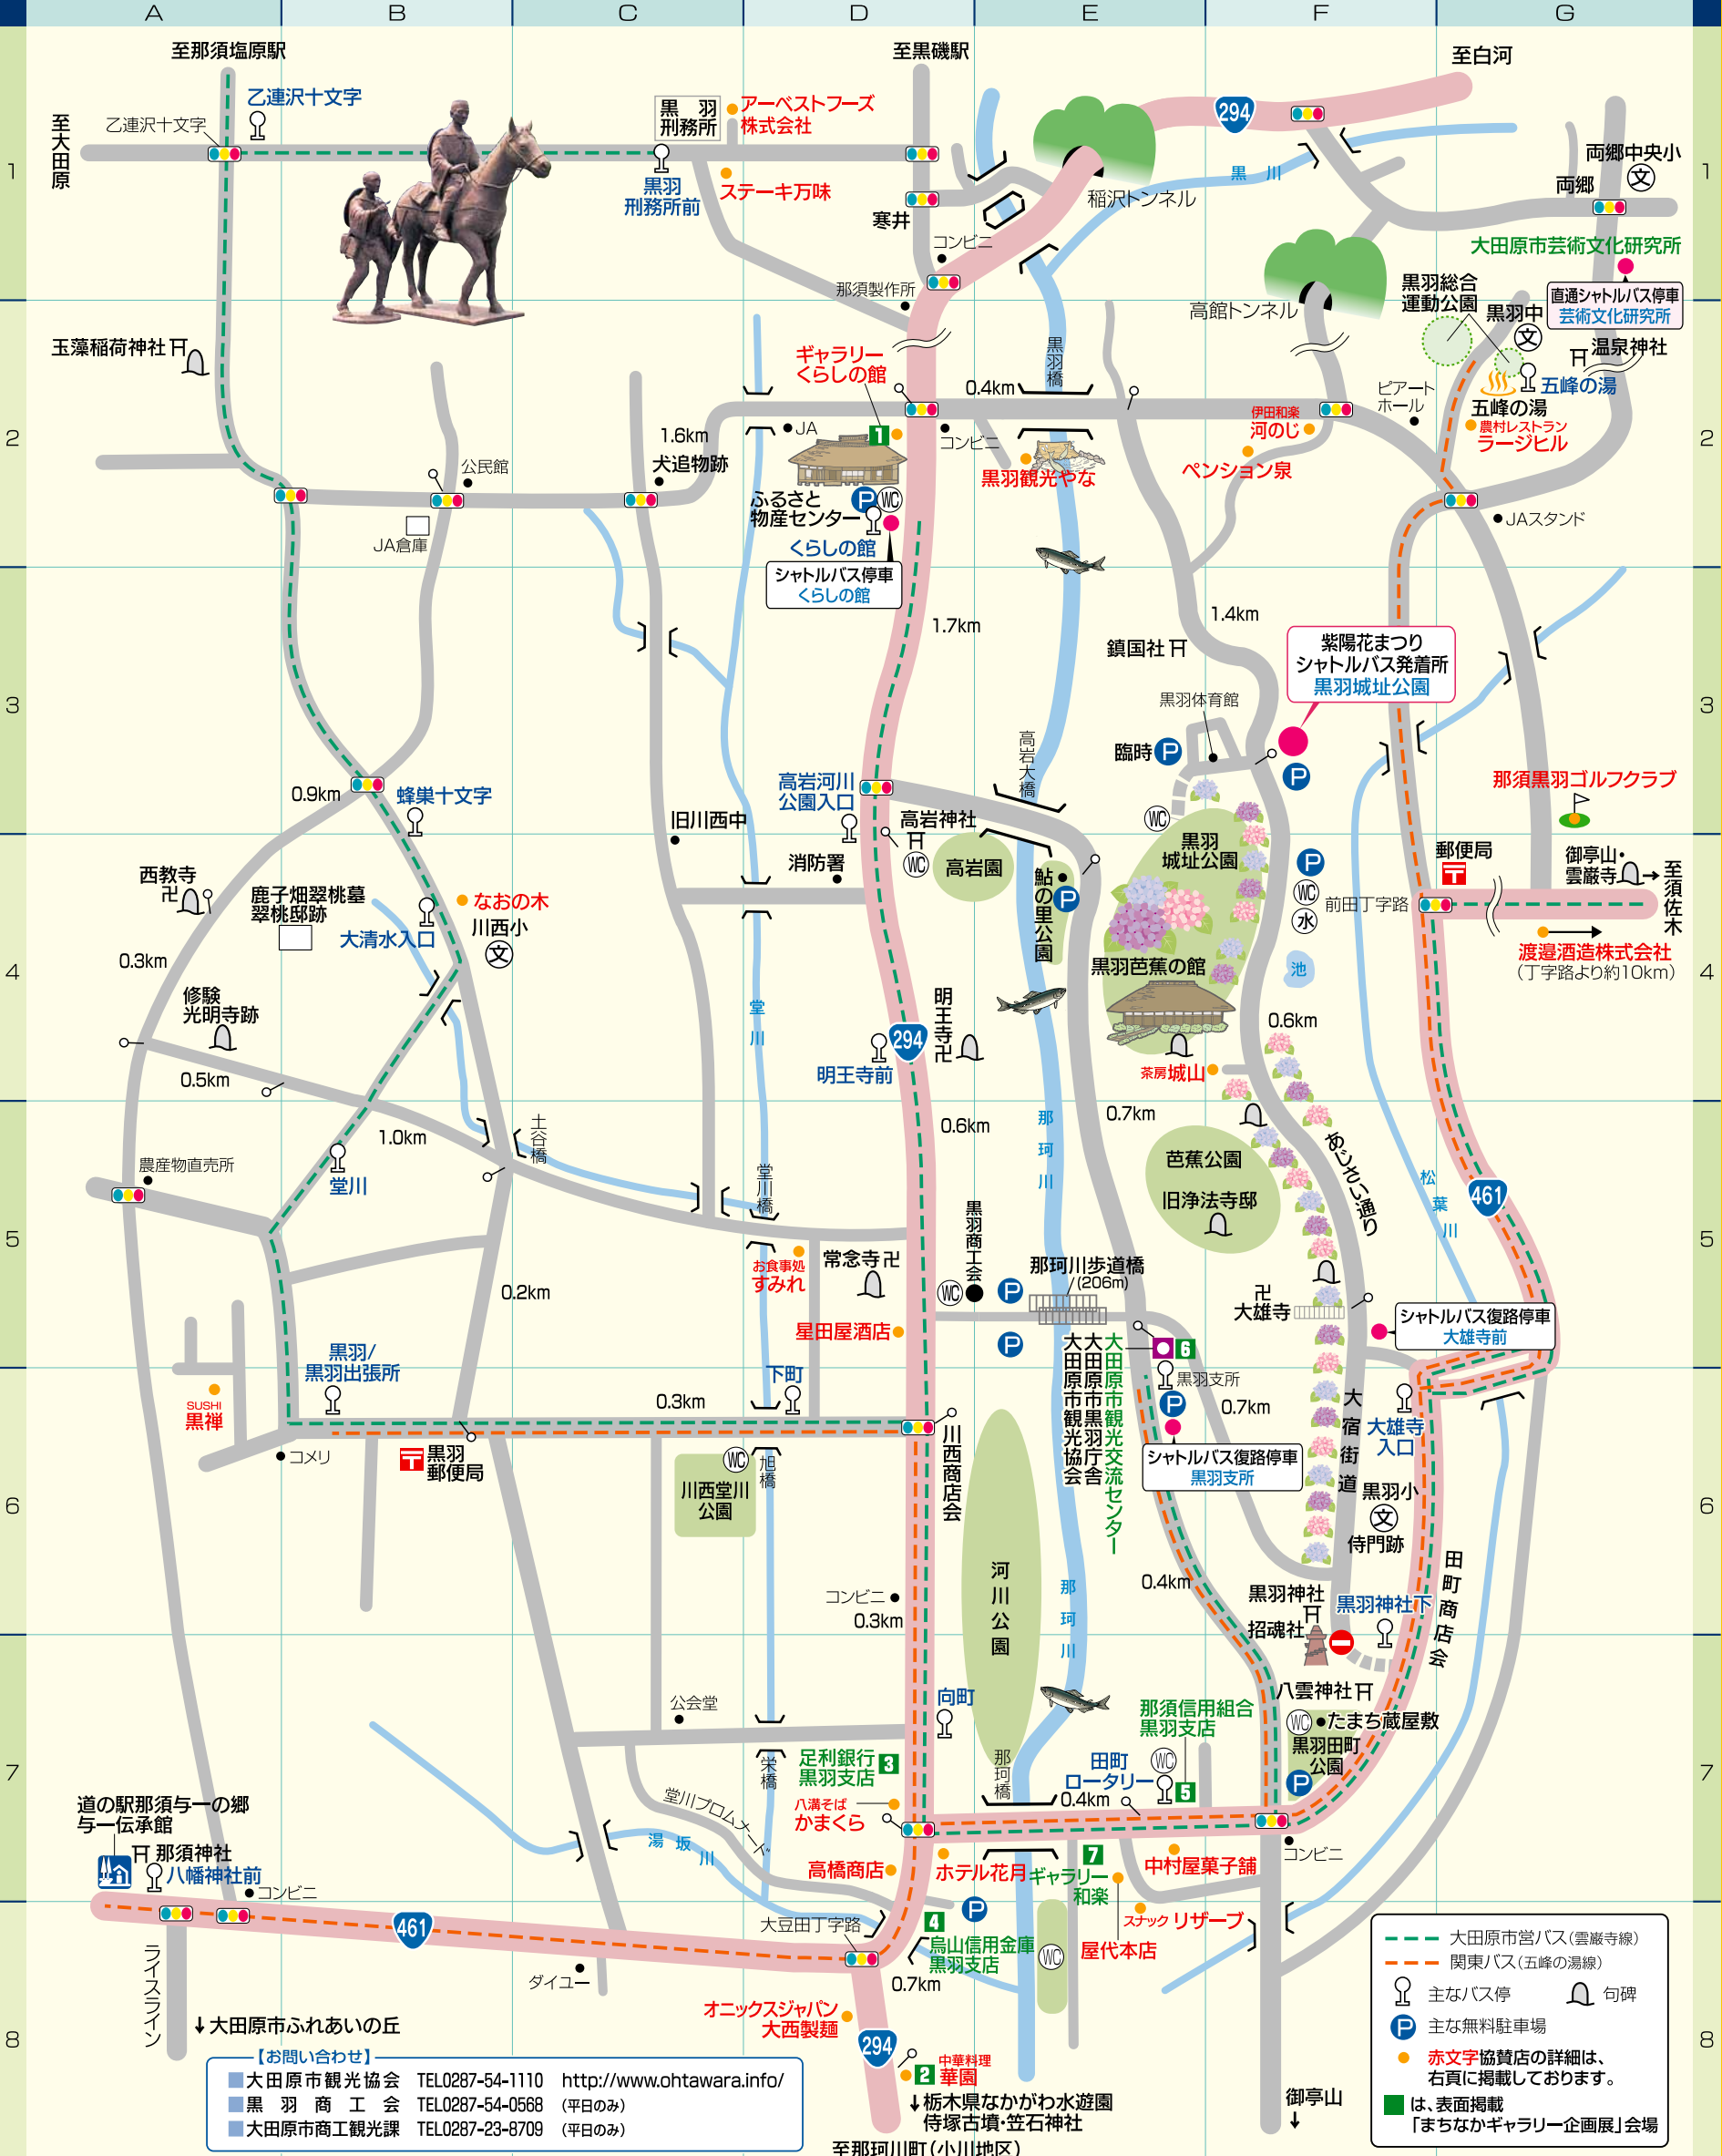 A B C D E F G
1
2
3
4
5
6
7
8
1
2
3
4
5
6
7
8
至那須塩原駅
至黒磯駅
至白河
至大田原
乙連沢十文字
乙連沢十文字
黒 羽
刑務所
アーベストフーズ
株式会社
黒羽
刑務所前
ステーキ万味
寒井
コンビニ
那須製作所
294
稲沢トンネル
黒川
両郷中央小
文
両郷
大田原市芸術文化研究所
直通シャトルバス停車
芸術文化研究所
高館トンネル
黒羽総合
運動公園
黒羽中
文
温泉神社
五峰の湯
五峰の湯
農村レストラン
ラージヒル
ピアート
ホール
玉藻稲荷神社
ギャラリー
くらしの館
1
黒羽橋
0.4km
JA
コンビニ
伊田和楽
河のじ
ペンション泉
黒羽観光やな
1.6km
犬追物跡
公民館
JA倉庫
ふるさと
物産センター
P
WC
くらしの館
シャトルバス停車
くらしの館
JAスタンド
1.7km
1.4km
鎮国社
紫陽花まつり
シャトルバス発着所
黒羽城址公園
黒羽体育館
臨時
P
P
高岩大橋
那須黒羽ゴルフクラブ
0.9km
蜂巣十文字
高岩河川
公園入口
高岩神社
WC
旧川西中
消防署
高岩園
鮎の里公園
P
WC
黒羽
城址公園
P
WC
水
前田丁字路
郵便局
御亭山・
雲巌寺
至須佐木
渡邉酒造株式会社
(丁字路より約10km)
西教寺
鹿子畑翠桃墓
翠桃邸跡
大清水入口
なおの木
川西小
文
0.3km
修験
光明寺跡
黒羽芭蕉の館
池
0.6km
堂川
明王寺
294
明王寺前
茶房城山
0.5km
1.0km
土谷橋
0.6km
那珂川
0.7km
芭蕉公園
旧浄法寺邸
あじさい通り
松葉川
461
農産物直売所
堂川
堂川橋
黒羽商工会
お食事処
すみれ
常念寺
0.2km
WC
P
P
那珂川歩道橋
(206m)
大雄寺
シャトルバス復路停車
大雄寺前
星田屋酒店
大田原市観光交流センター
大田原市黒羽庁舎
大田原市観光協会
6
黒羽支所
P
シャトルバス復路停車
黒羽支所
0.7km
大宿街道
大雄寺
入口
黒羽/
黒羽出張所
SUSHI
黒禅
コメリ
黒羽
郵便局
0.3km
下町
旭橋
WC
川西堂川
公園
川西商店会
河川公園
那珂川
コンビニ
0.3km
0.4km
黒羽小
文
侍門跡
黒羽神社
招魂社
黒羽神社下
田町商店会
八雲神社
WC
たまち蔵屋敷
黒羽田町
公園
P
公会堂
向町
那珂橋
那須信用組合
黒羽支店
田町
ロータリー
WC
5
0.4km
足利銀行
黒羽支店
3
八溝そば
かまくら
栄橋
堂川プロムナード
湯坂川
高橋商店
ホテル花月
ギャラリー
和楽
7
中村屋菓子舗
コンビニ
道の駅那須与一の郷
与一伝承館
那須神社
八幡神社前
コンビニ
461
大豆田丁字路
4
烏山信用金庫
黒羽支店
P
WC
スナック リザーブ
屋代本店
ダイユー
0.7km
ライスライン
↓大田原市ふれあいの丘
オニックスジャパン
大西製麺
294
2
中華料理
華園
↓栃木県なかがわ水遊園
侍塚古墳・笠石神社
至那珂川町(小川地区)
御亭山
↓
【お問い合わせ】
大田原市観光協会 TEL0287-54-1110 http://www.ohtawara.info/
黒羽商工会 TEL0287-54-0568 (平日のみ)
大田原市商工観光課 TEL0287-23-8709 (平日のみ)
大田原市営バス(雲巌寺線)
関東バス(五峰の湯線)
主なバス停
句碑
P 主な無料駐車場
赤文字協賛店の詳細は、
右頁に掲載しております。
は、表面掲載
「まちなかギャラリー企画展」会場